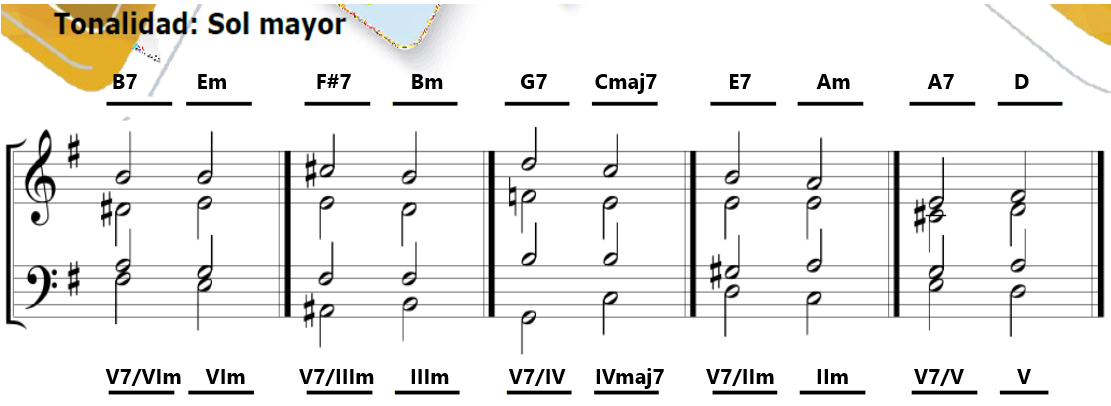 Tonalidad: Sol mayor
B7 Em F#7 Bm G7 Cmaj7 E7 Am A7 D
V7/VIm VIm V7/IIIm IIIm V7/IV IVmaj7 V7/IIm IIm V7/V V